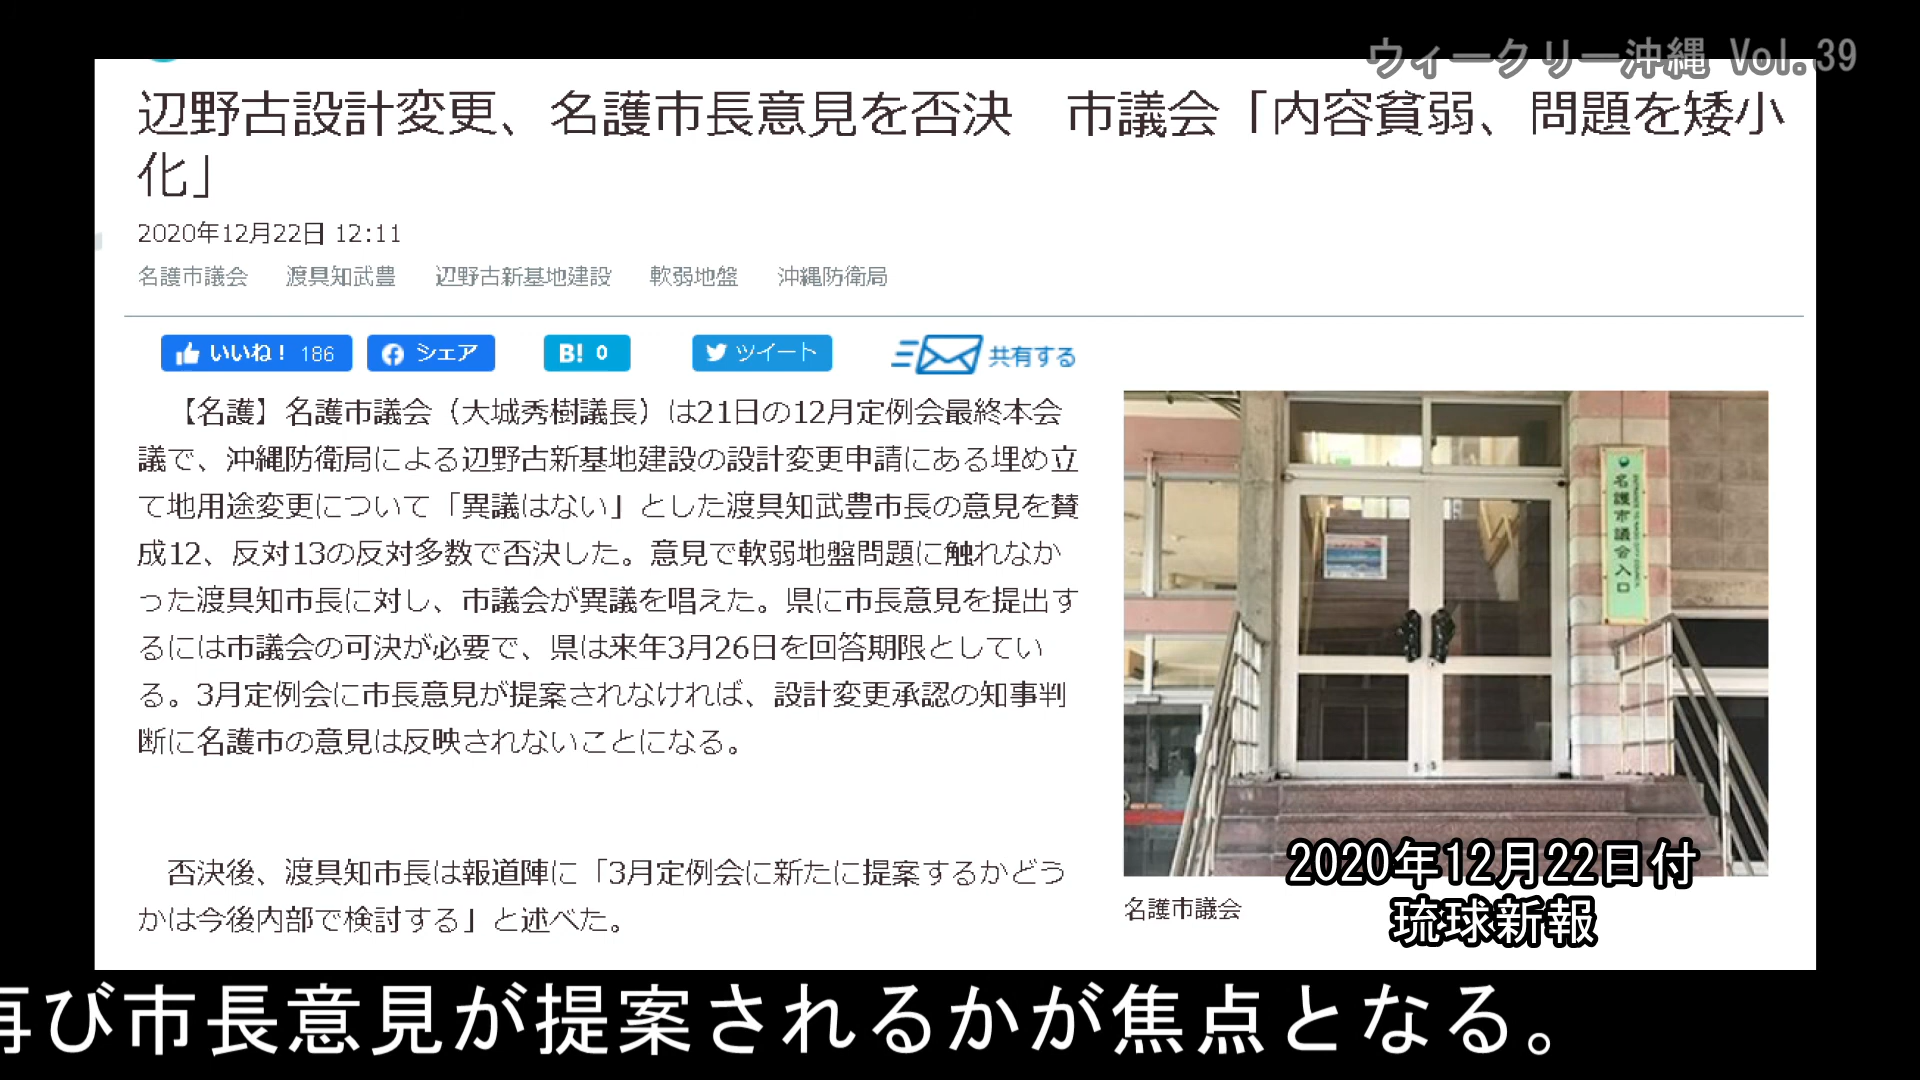 ウィークリー沖縄 Vol.39
辺野古設計変更、名護市長意見を否決　市議会「内容貧弱、問題を矮小
化」
2020年12月22日 12:11
名護市議会 渡具知武豊 辺野古新基地建設 軟弱地盤 沖縄防衛局
いいね！ 186 シェア B! 0 ツイート 共有する
【名護】名護市議会（大城秀樹議長）は21日の12月定例会最終本会
議で、沖縄防衛局による辺野古新基地建設の設計変更申請にある埋め立
て地用途変更について「異議はない」とした渡具知武豊市長の意見を賛
成12、反対13の反対多数で否決した。意見で軟弱地盤問題に触れなか
った渡具知市長に対し、市議会が異議を唱えた。県に市長意見を提出す
るには市議会の可決が必要で、県は来年3月26日を回答期限としてい
る。3月定例会に市長意見が提案されなければ、設計変更承認の知事判
断に名護市の意見は反映されないことになる。
否決後、渡具知市長は報道陣に「3月定例会に新たに提案するかどう
かは今後内部で検討する」と述べた。
名護市議会入口
名護市議会
2020年12月22日付
琉球新報
再び市長意見が提案されるかが焦点となる。